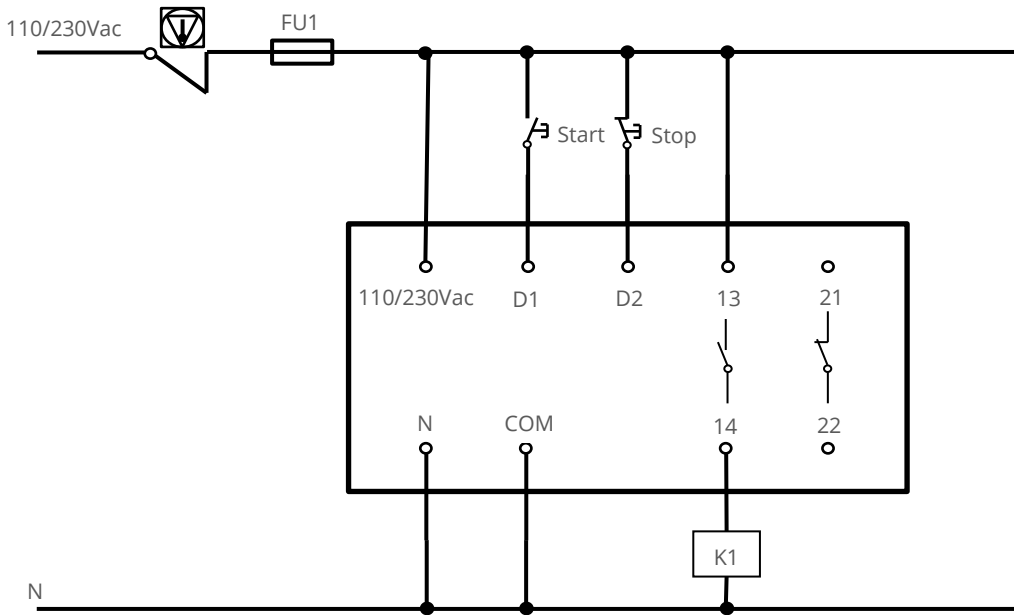 110/230Vac
FU1
Start
Stop
110/230Vac
D1
D2
13
21
N
COM
14
22
K1
N